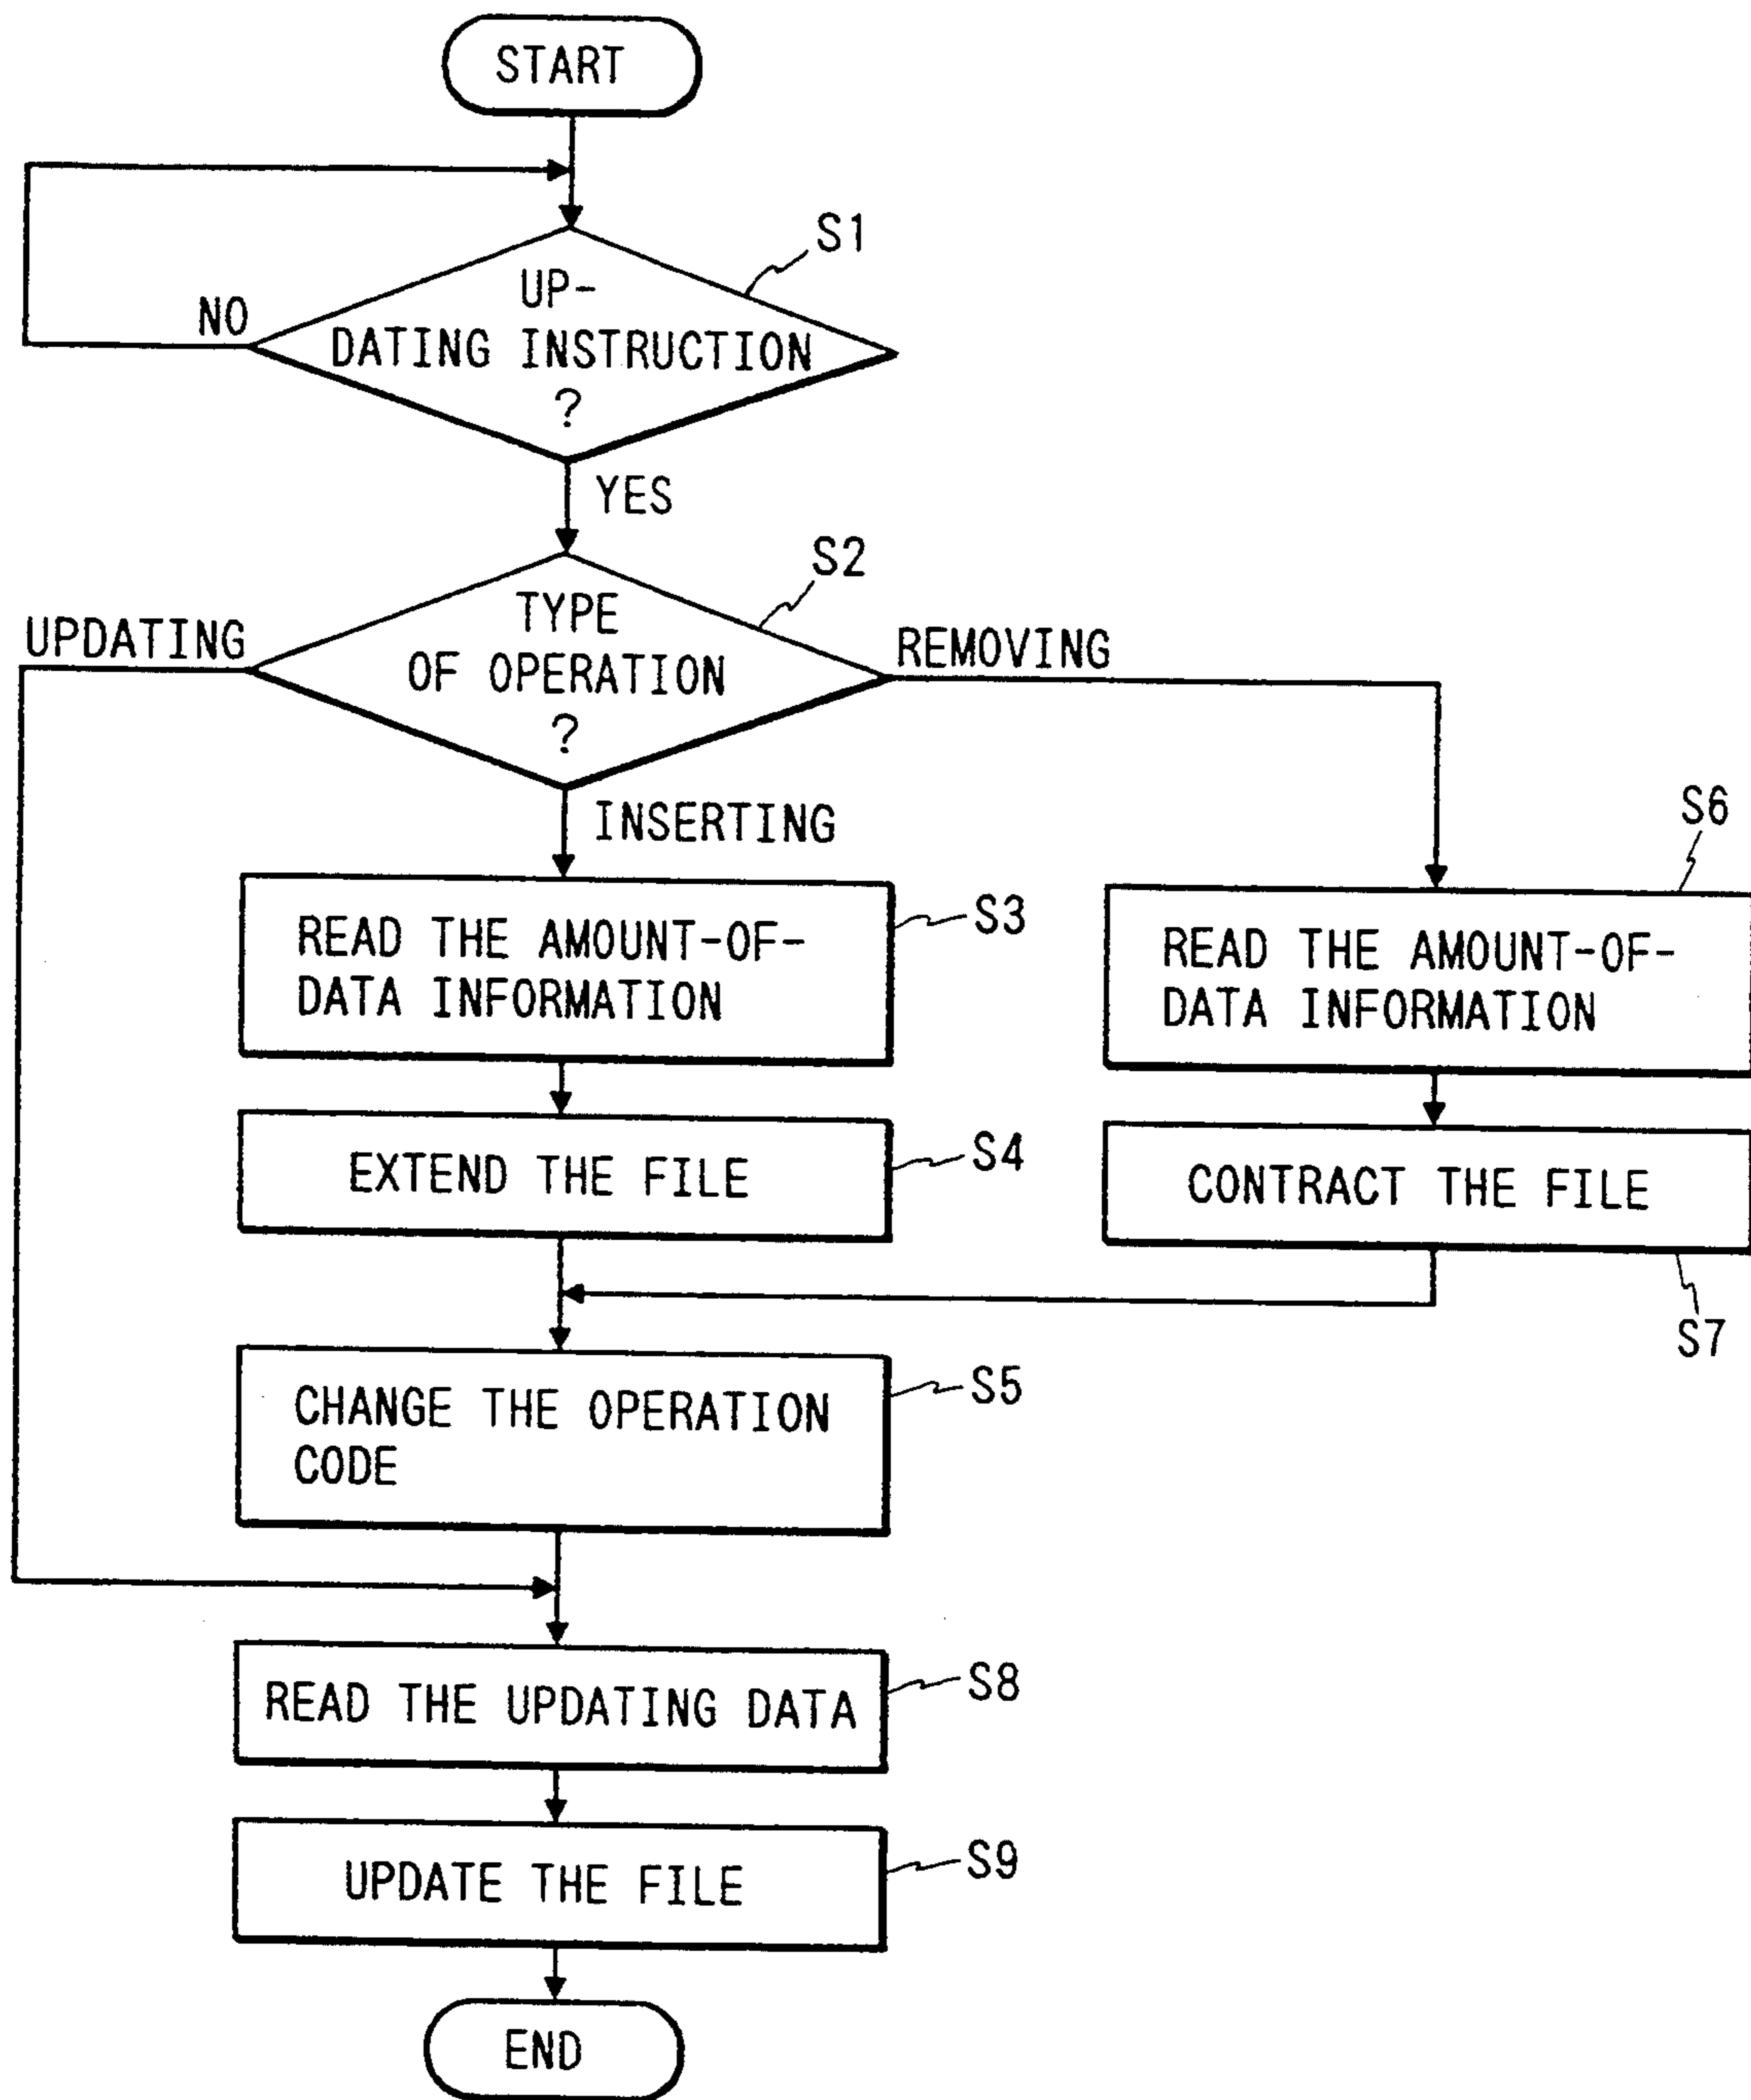 START
S1
UP-
DATING INSTRUCTION
?
NO
YES
S2
TYPE
OF OPERATION
?
UPDATING
REMOVING
INSERTING
S3
READ THE AMOUNT-OF-
DATA INFORMATION
S6
READ THE AMOUNT-OF-
DATA INFORMATION
S4
EXTEND THE FILE
CONTRACT THE FILE
S7
S5
CHANGE THE OPERATION
CODE
S8
READ THE UPDATING DATA
S9
UPDATE THE FILE
END